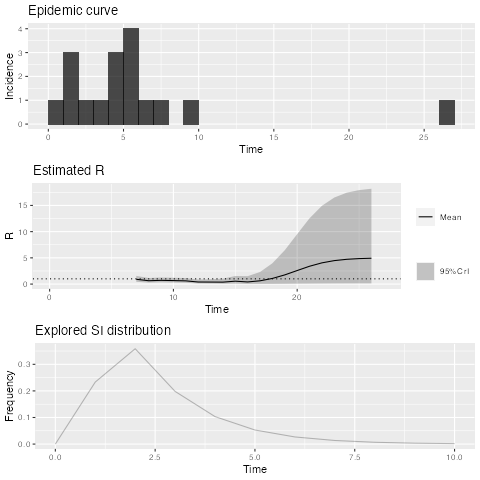 Epidemic curve
Incidence
4
3
2
1
0
0 5 10 15 20 25
Time
Estimated R
R
15
10
5
0
0 10 20
Time
Mean
95%CrI
Explored SI distribution
Frequency
0.3
0.2
0.1
0.0
0.0 2.5 5.0 7.5 10.0
Time